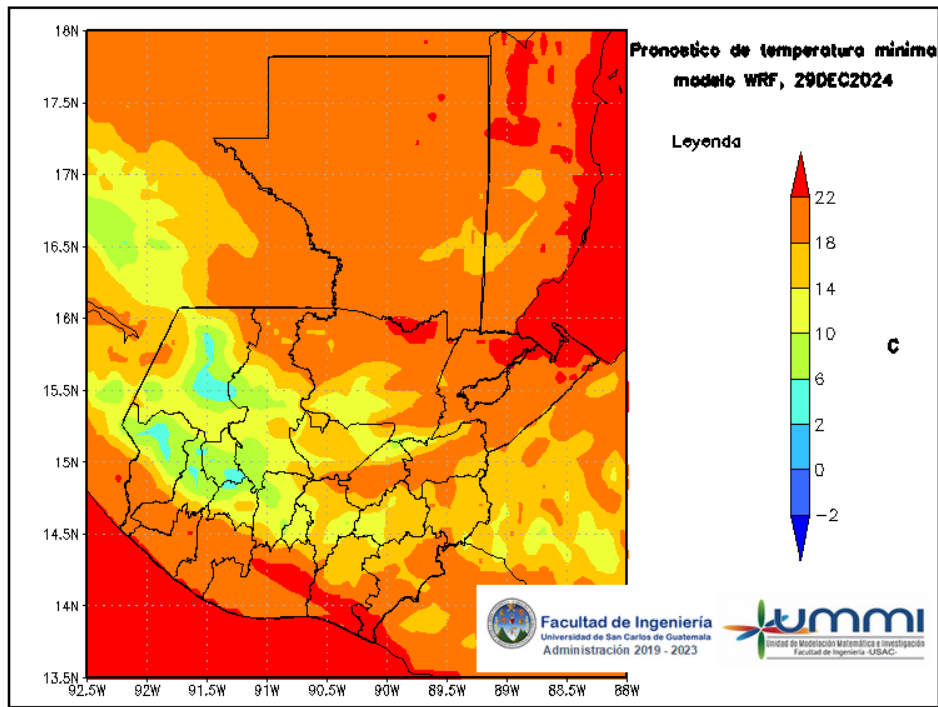 Pronostico de temperatura minima
modelo WRF, 29DEC2024
Leyenda
22
18
14
10
6
2
0
−2
C
18N
17.5N
17N
16.5N
16N
15.5N
15N
14.5N
14N
13.5N
92.5W
92W
91.5W
91W
90.5W
90W
89.5W
89W
88.5W
88W
Facultad de Ingeniería
Universidad de San Carlos de Guatemala
Administración 2019 - 2023
UMMI
Unidad de Modelación Matemática e Investigación
Facultad de Ingeniería -USAC-